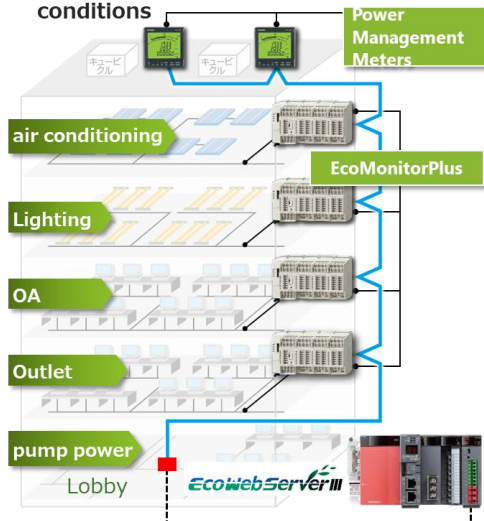 conditions
Power
Management
Meters
キュービ
クル
キュービ
クル
air conditioning
EcoMonitorPlus
Lighting
OA
Outlet
pump power
Lobby
EcoWebServerIII